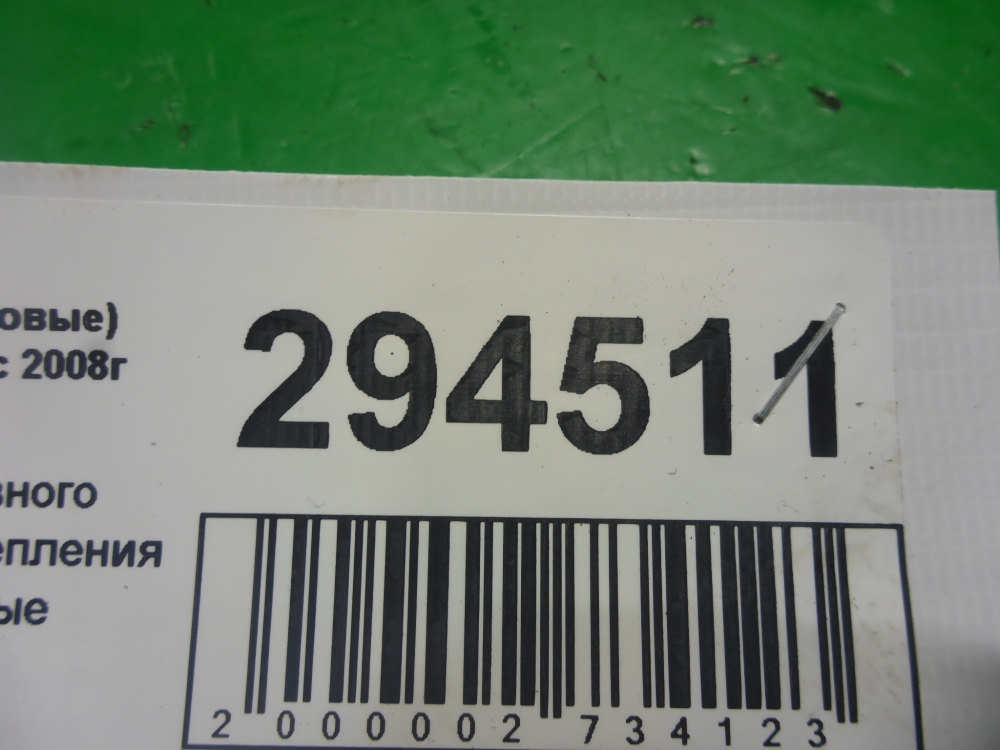 овые)
с 2008г
294511
вного
епления
ые
2 000002 734123